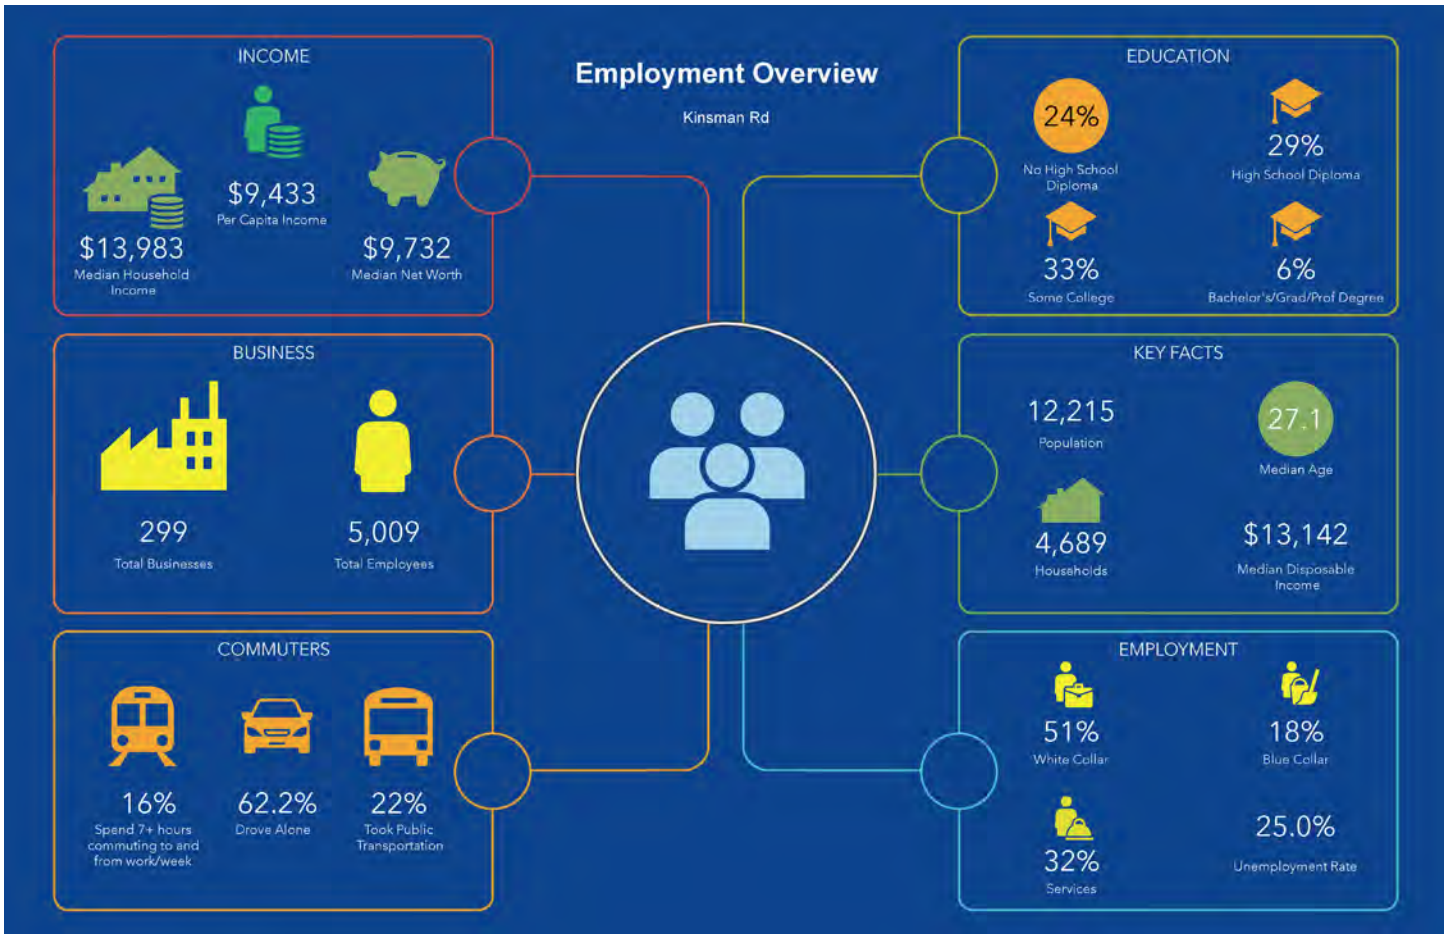 Employment Overview
Kinsman Rd
INCOME
$9,433
Per Capita Income
$13,983
Median Household
Income
$9,732
Median Net Worth
BUSINESS
299
Total Businesses
5,009
Total Employees
COMMUTERS
16%
Spend 7+ hours
commuting to and
from work/week
62.2%
Drove Alone
22%
Took Public
Transportation
EDUCATION
24%
No High School
Diploma
29%
High School Diploma
33%
Some College
6%
Bachelor's/Grad/Prof Degree
KEY FACTS
12,215
Population
27.1
Median Age
4,689
Households
$13,142
Median Disposable
Income
EMPLOYMENT
51%
White Collar
18%
Blue Collar
32%
Services
25.0%
Unemployment Rate